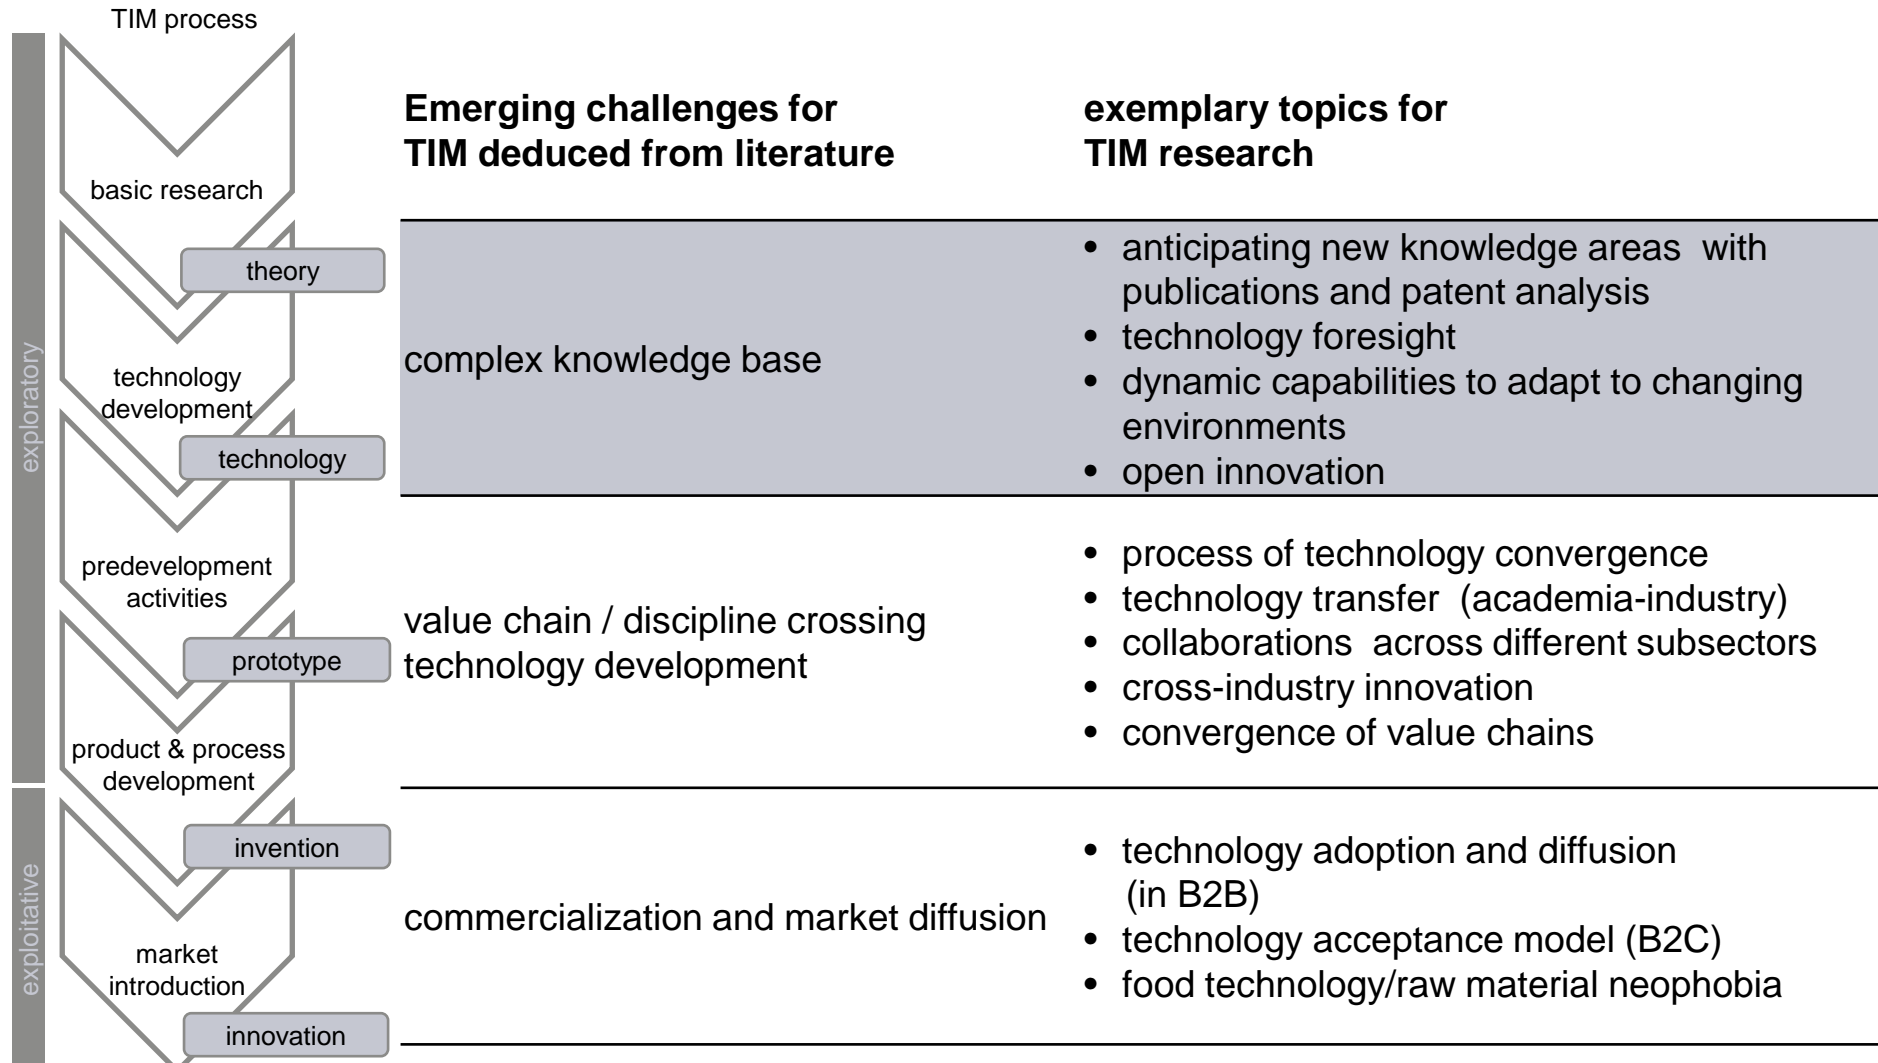 TIM process
basic research
theory
technology
development
technology
predevelopment
activities
prototype
product & process
development
invention
market
introduction
innovation
exploratory
exploitative
Emerging challenges for
TIM deduced from literature
exemplary topics for
TIM research
complex knowledge base
• anticipating new knowledge areas with
publications and patent analysis
• technology foresight
• dynamic capabilities to adapt to changing
environments
• open innovation
value chain / discipline crossing
technology development
• process of technology convergence
• technology transfer (academia-industry)
• collaborations across different subsectors
• cross-industry innovation
• convergence of value chains
commercialization and market diffusion
• technology adoption and diffusion
(in B2B)
• technology acceptance model (B2C)
• food technology/raw material neophobia